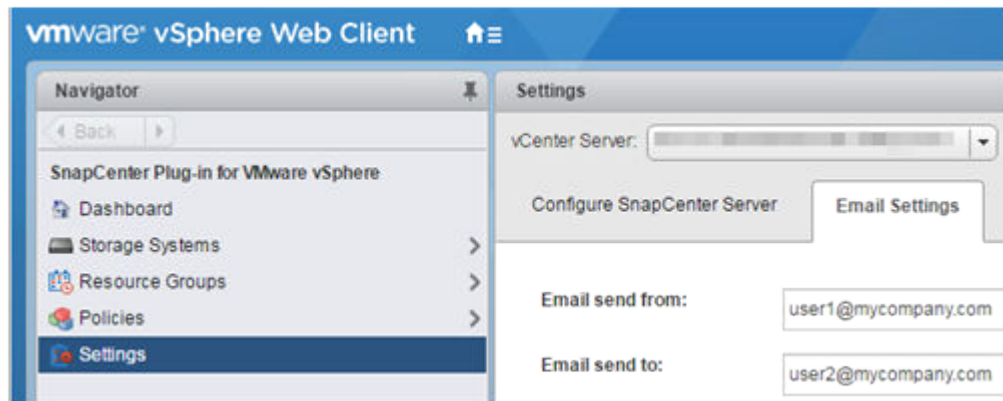 vmware® vSphere Web Client
Navigator
Back
SnapCenter Plug-in for VMware vSphere
Dashboard
Storage Systems
Resource Groups
Policies
Settings
Settings
vCenter Server:
Configure SnapCenter Server
Email Settings
Email send from:
user1@mycompany.com
Email send to:
user2@mycompany.com